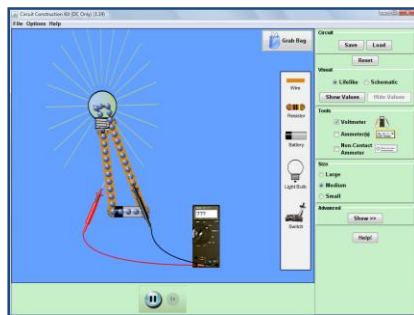 Circuit Construction Kit (DC Only) (3.20)
File Options Help
Grab Bag
Wire
Resistor
Battery
Light Bulb
Switch
???
Circuit
Save Load
Reset
Visual
Lifelike Schematic
Show Values Hide Values
Tools
Voltmeter
Ammeter(s)
Non Contact
Ammeter
Size
Large
Medium
Small
Advanced
Show >>
Help!